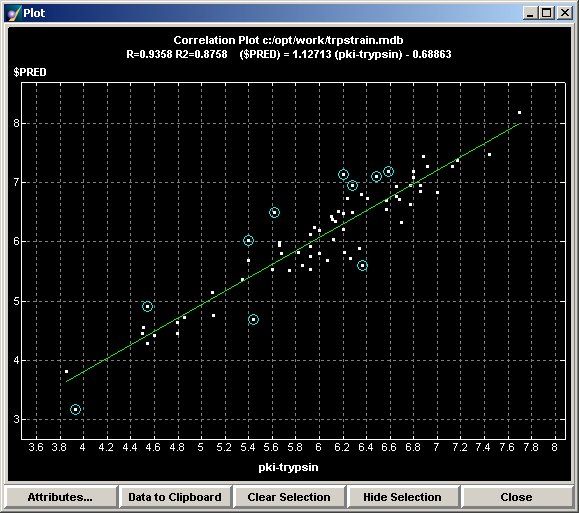 Plot
Correlation Plot c:/opt/work/trpstrain.mdb
R=0.9358 R2=0.8758 ($PRED) = 1.12713 (pki-trypsin) - 0.68863
$PRED
8
7
6
5
4
3
3.6 3.8 4 4.2 4.4 4.6 4.8 5 5.2 5.4 5.6 5.8 6 6.2 6.4 6.6 6.8 7 7.2 7.4 7.6 7.8 8
pki-trypsin
Attributes... Data to Clipboard Clear Selection Hide Selection Close